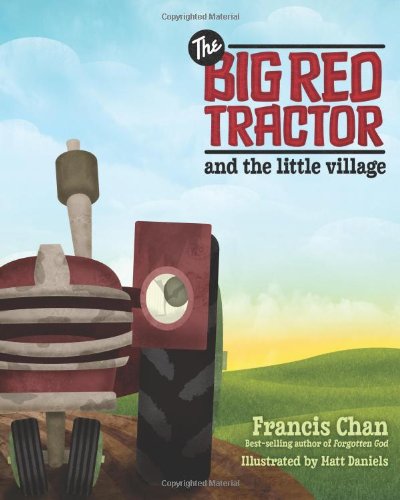 Copyrighted Material
The
BIG RED
TRACTOR
and the little village
Francis Chan
Best-selling author of Forgotten God
Illustrated by Matt Daniels
Copyrighted Material